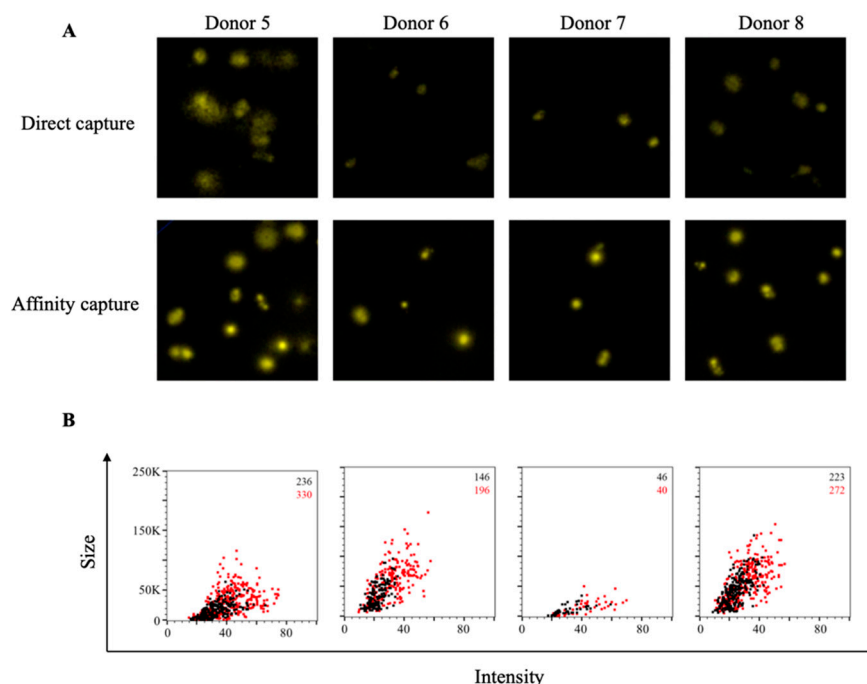 A
Donor 5 Donor 6 Donor 7 Donor 8
Direct capture
Affinity capture
B
250K
150K
50K
0
236
330
146
196
46
40
223
272
0 40 80 0 40 80 0 40 80 0 40 80
Size
Intensity